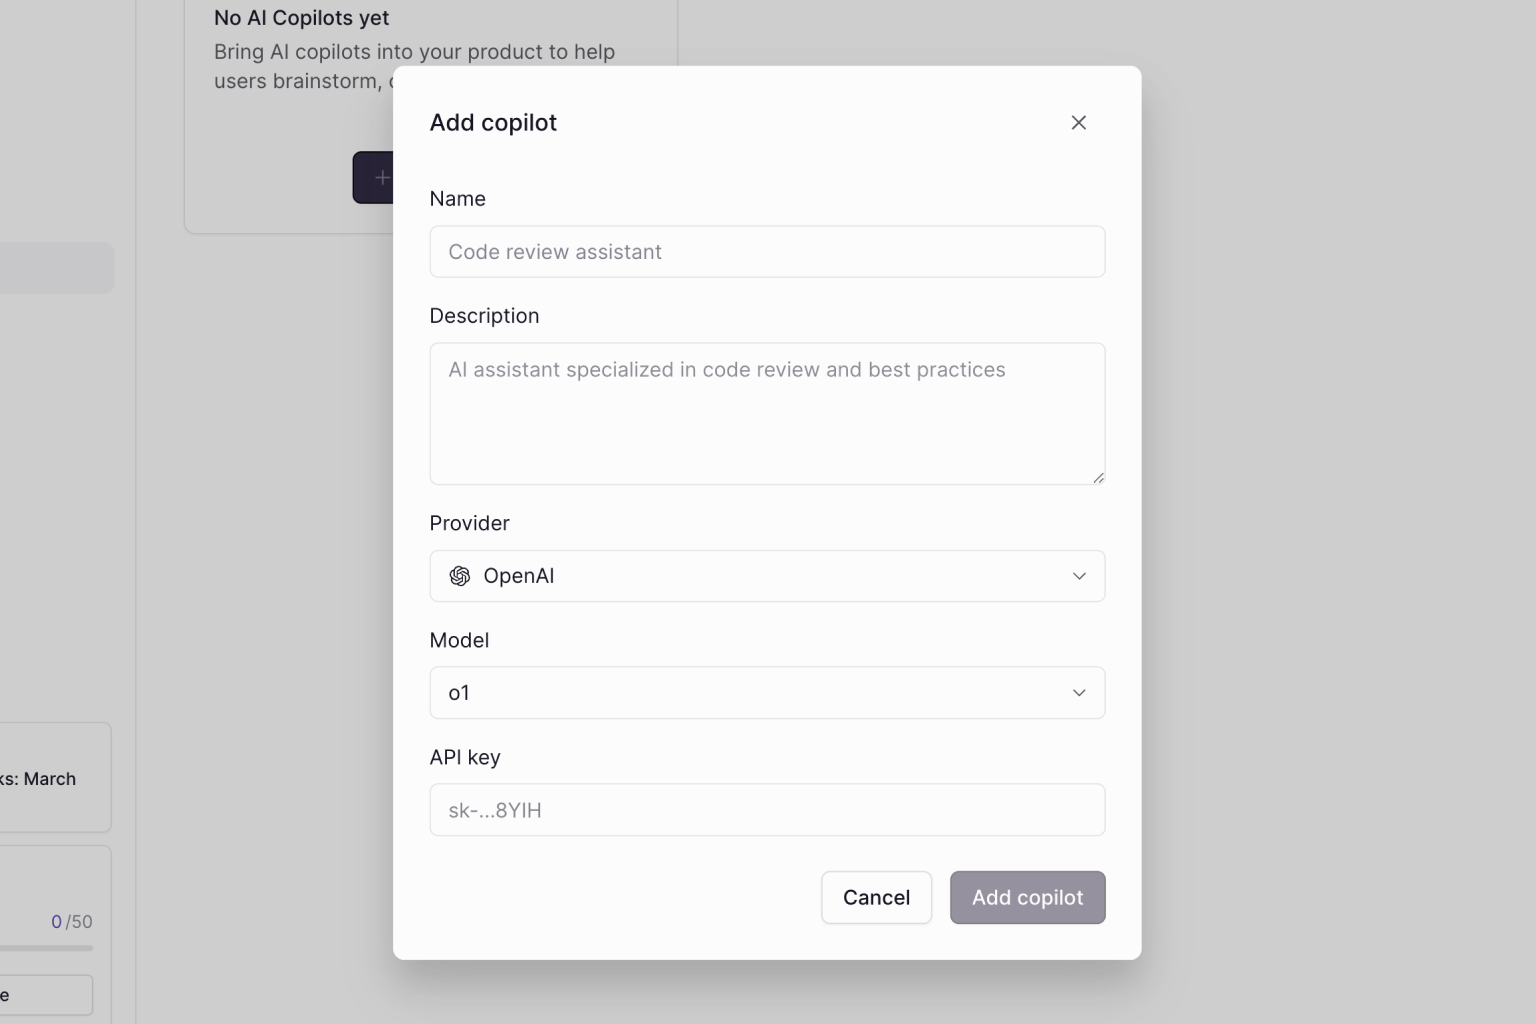 No AI Copilots yet
Bring AI copilots into your product to help
users brainstorm,
Add copilot
Name
Code review assistant
Description
AI assistant specialized in code review and best practices
Provider
OpenAI
Model
o1
API key
sk-...8YIH
Cancel
Add copilot
ks: March
0/50
e